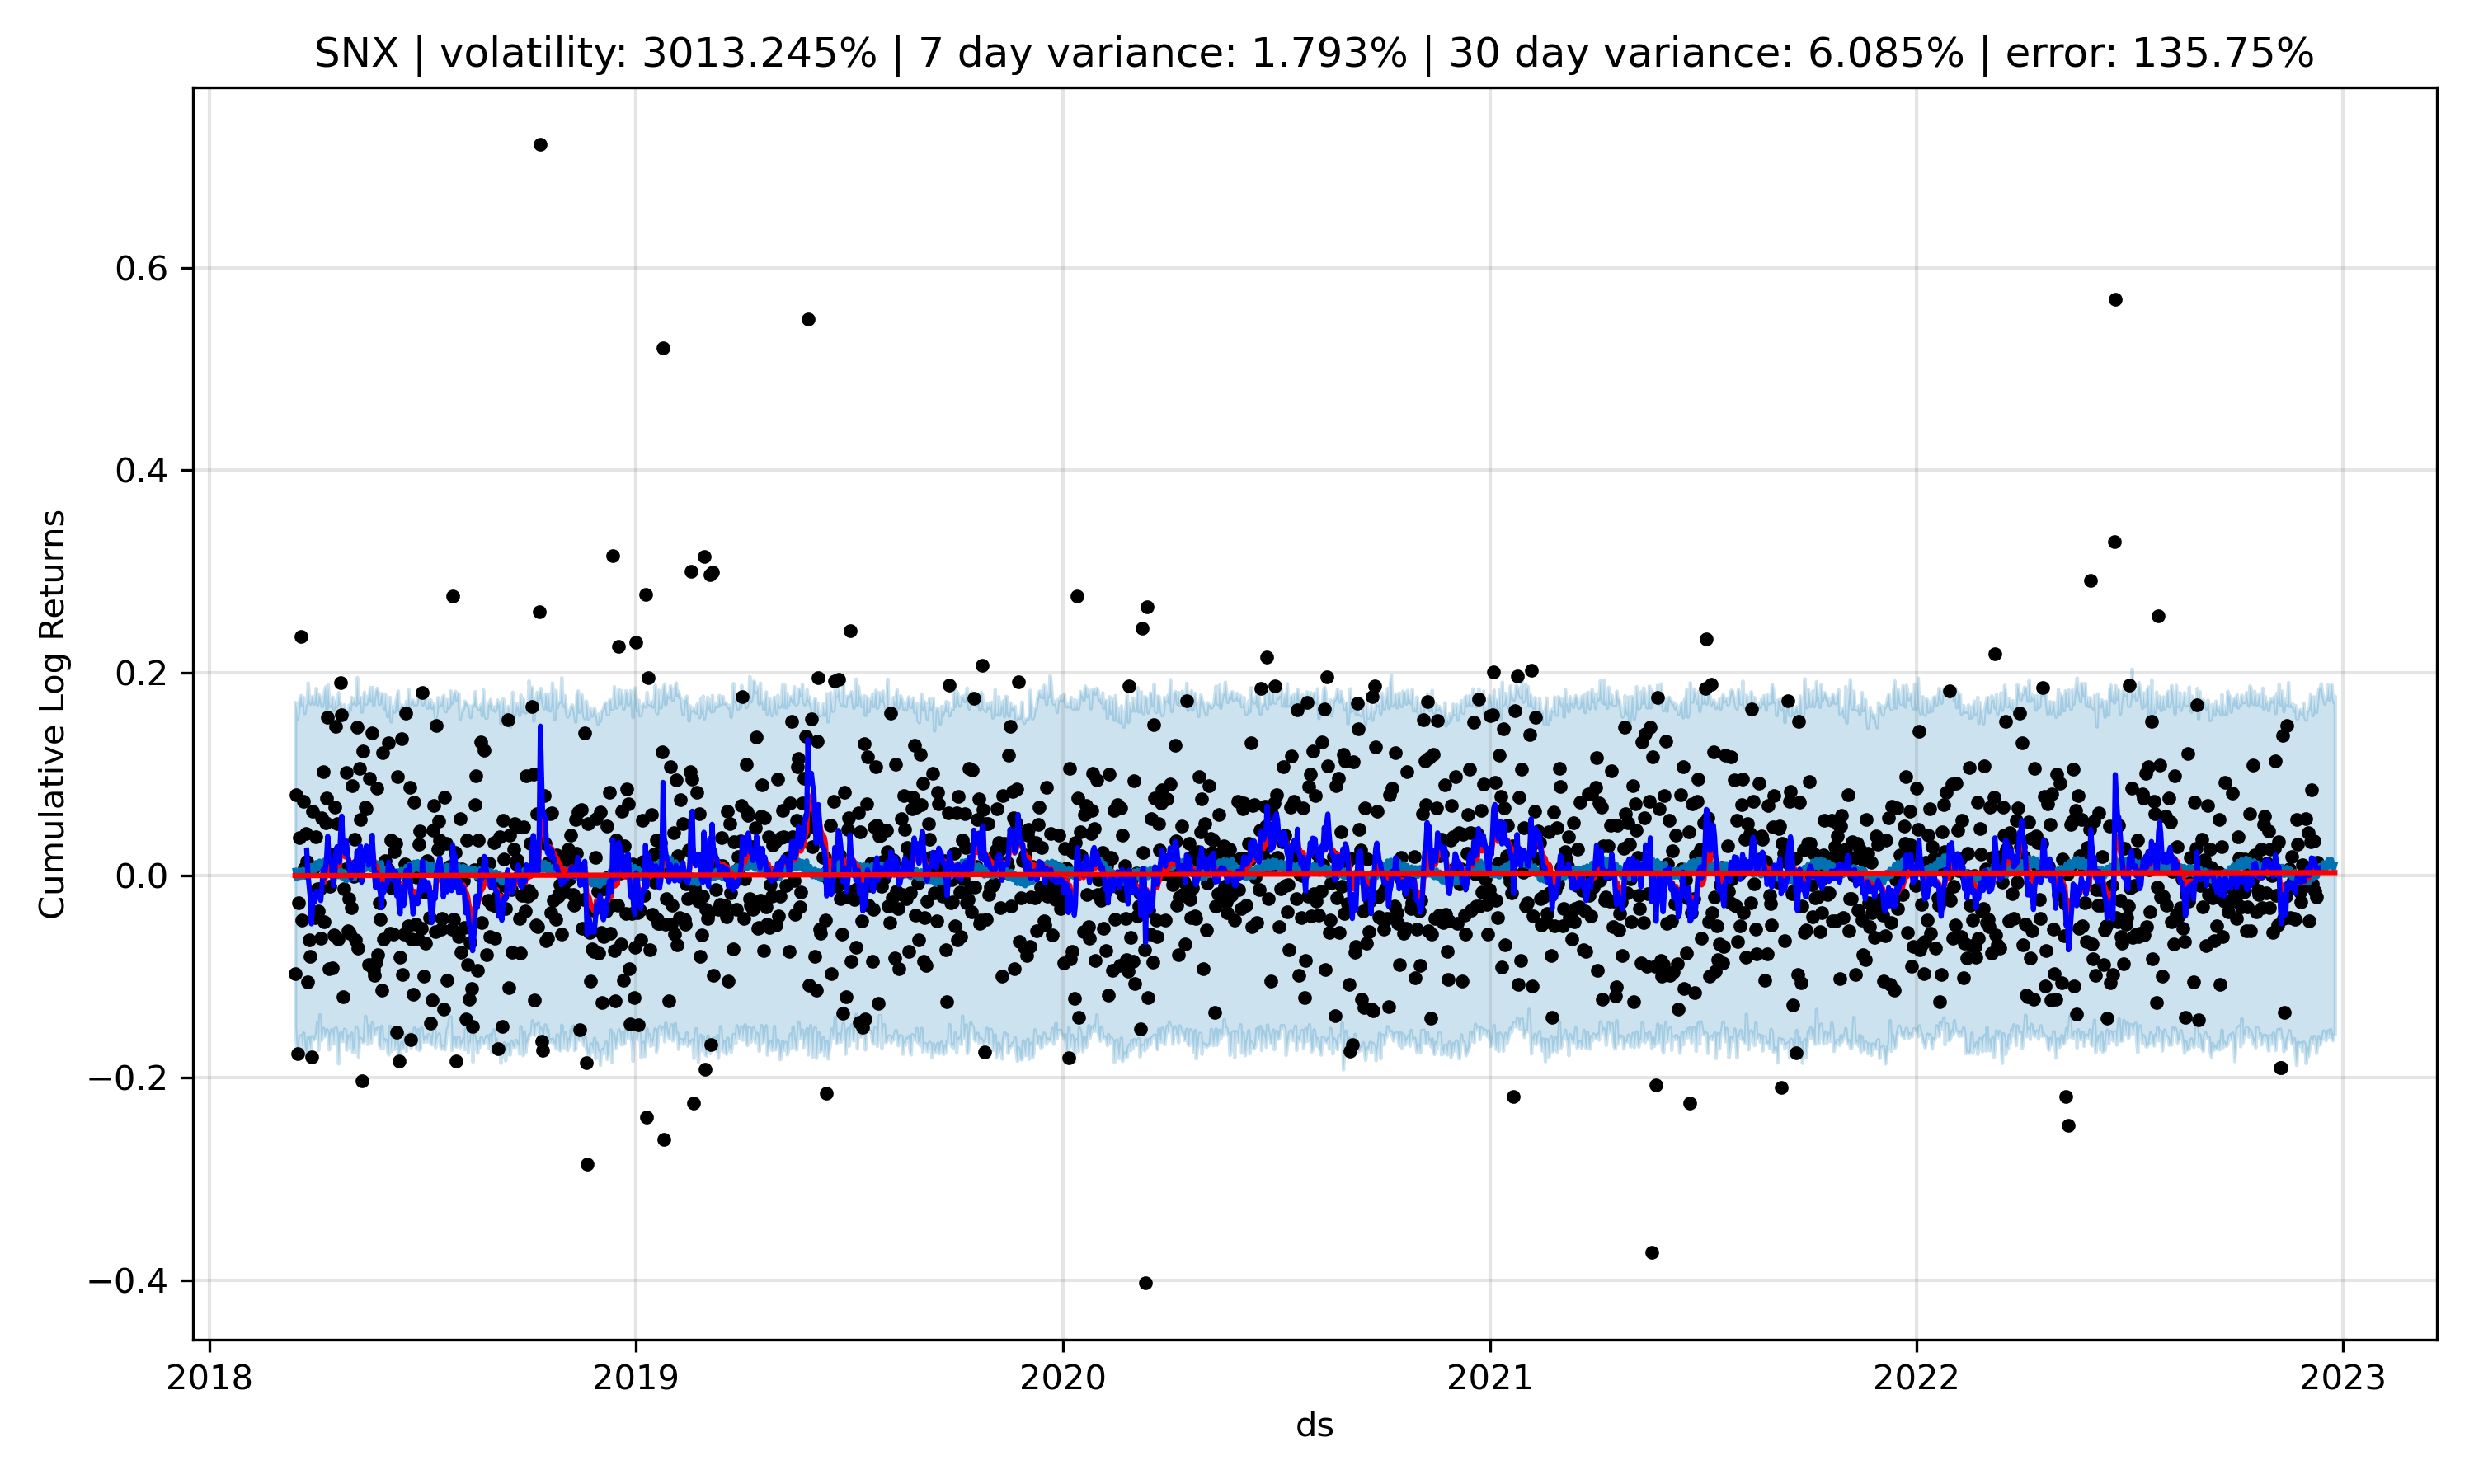 SNX | volatility: 3013.245% | 7 day variance: 1.793% | 30 day variance: 6.085% | error: 135.75%
Cumulative Log Returns
0.6
0.4
0.2
0.0
−0.2
−0.4
2018 2019 2020 2021 2022 2023
ds